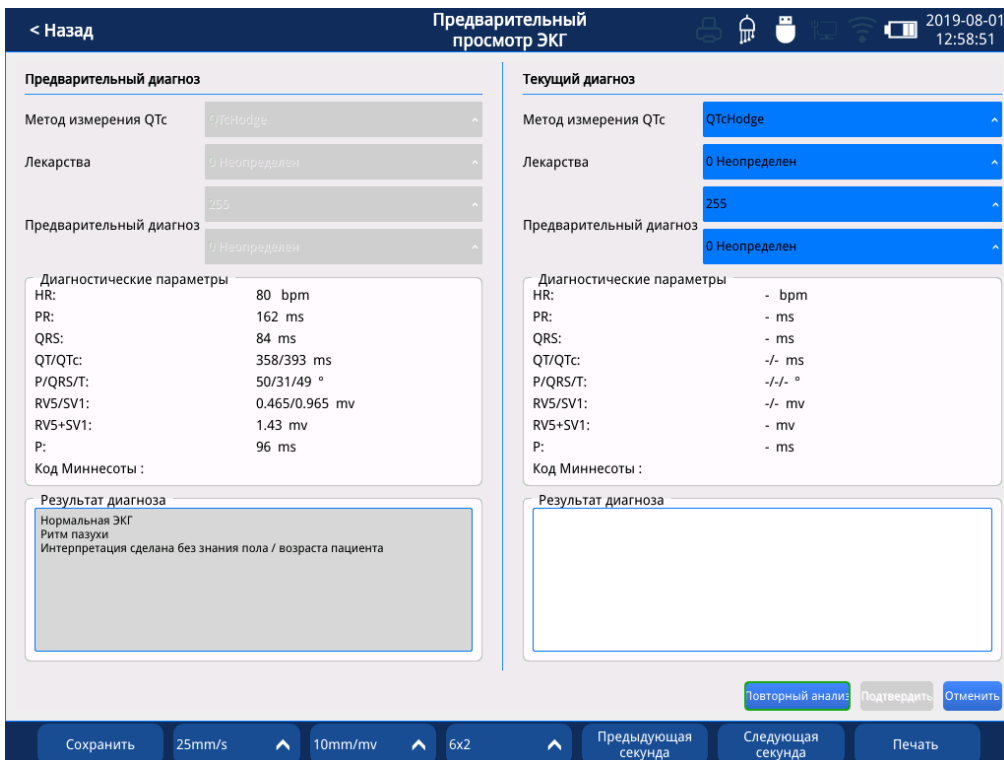 < Назад
Предварительный
просмотр ЭКГ
2019-08-01
12:58:51
Предварительный диагноз
Метод измерения QTc
QTcHodge
Лекарства
0 Неопределен
255
Предварительный диагноз
0 Неопределен
Диагностические параметры
HR: 80 bpm
PR: 162 ms
QRS: 84 ms
QT/QTc: 358/393 ms
P/QRS/T: 50/31/49 °
RV5/SV1: 0.465/0.965 mv
RV5+SV1: 1.43 mv
P: 96 ms
Код Миннесоты :
Результат диагноза
Нормальная ЭКГ
Ритм пазухи
Интерпретация сделана без знания пола / возраста пациента
Текущий диагноз
Метод измерения QTc
QTcHodge
Лекарства
0 Неопределен
255
Предварительный диагноз
0 Неопределен
Диагностические параметры
HR: - bpm
PR: - ms
QRS: - ms
QT/QTc: -/- ms
P/QRS/T: -/-/- °
RV5/SV1: -/- mv
RV5+SV1: - mv
P: - ms
Код Миннесоты :
Результат диагноза
Повторный анализ
Подтвердить
Отменить
Сохранить
25mm/s
10mm/mv
6x2
Предыдущая
секунда
Следующая
секунда
Печать